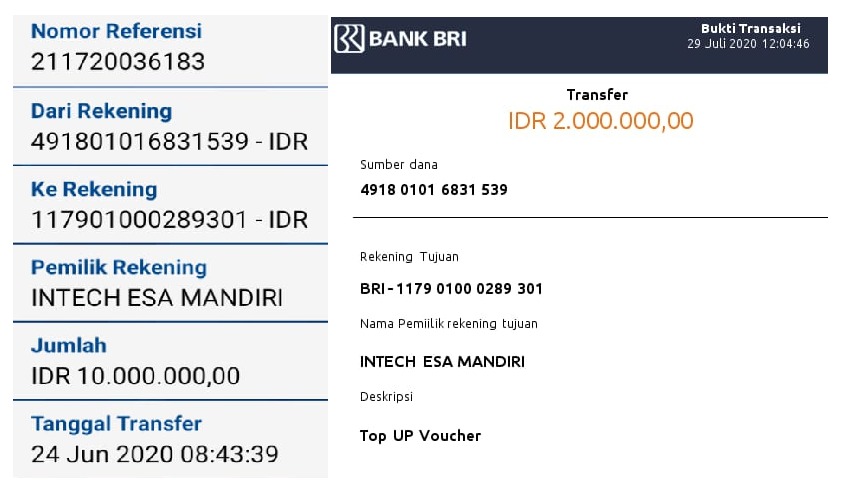 Nomor Referensi
211720036183
Dari Rekening
491801016831539 - IDR
Ke Rekening
117901000289301 - IDR
Pemilik Rekening
INTECH ESA MANDIRI
Jumlah
IDR 10.000.000,00
Tanggal Transfer
24 Jun 2020 08:43:39
BANK BRI
Bukti Transaksi
29 Juli 2020 12:04:46
Transfer
IDR 2.000.000,00
Sumber dana
4918 0101 6831 539
Rekening Tujuan
BRI - 1179 0100 0289 301
Nama Pemiilik rekening tujuan
INTECH ESA MANDIRI
Deskripsi
Top UP Voucher